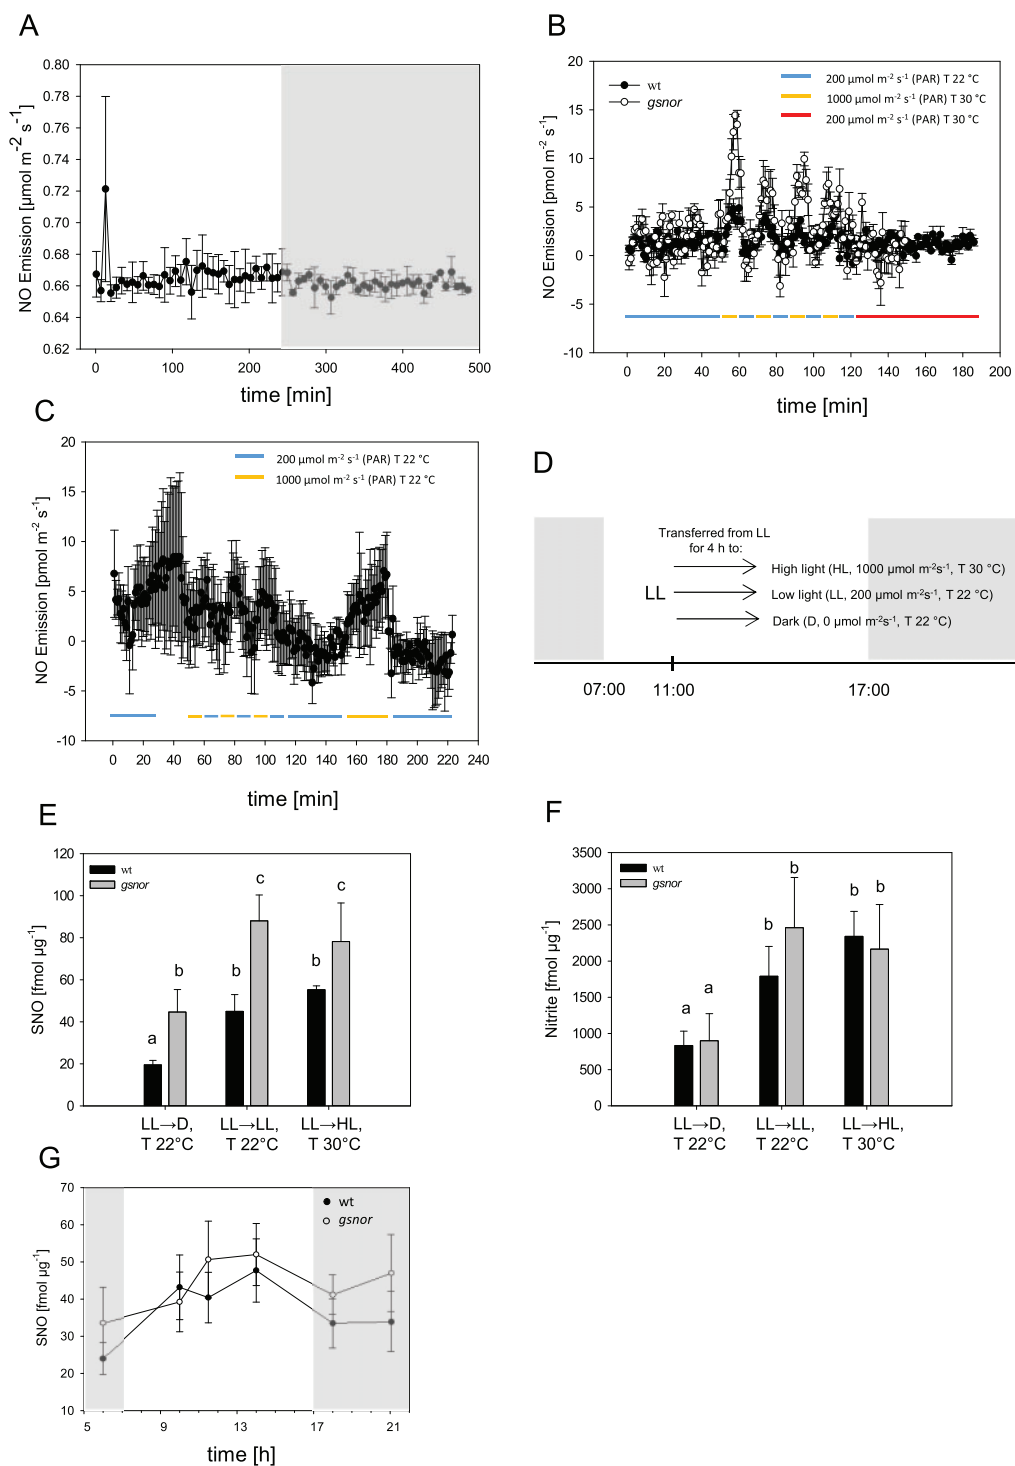 A
0.80
0.78
0.76
0.74
0.72
0.70
0.68
0.66
0.64
0.62
NO Emission [µmol m⁻² s⁻¹]
0 100 200 300 400 500
time [min]
B
20
15
10
5
0
-5
-10
NO Emission [pmol m⁻² s⁻¹]
wt
gsnor
200 µmol m⁻² s⁻¹ (PAR) T 22 °C
1000 µmol m⁻² s⁻¹ (PAR) T 30 °C
200 µmol m⁻² s⁻¹ (PAR) T 30 °C
0 20 40 60 80 100 120 140 160 180 200
time [min]
C
20
15
10
5
0
-5
-10
NO Emission [pmol m⁻² s⁻¹]
200 µmol m⁻² s⁻¹ (PAR) T 22 °C
1000 µmol m⁻² s⁻¹ (PAR) T 22 °C
0 20 40 60 80 100 120 140 160 180 200 220 240
time [min]
D
Transferred from LL
for 4 h to:
LL
High light (HL, 1000 µmol m⁻²s⁻¹, T 30 °C)
Low light (LL, 200 µmol m⁻²s⁻¹, T 22 °C)
Dark (D, 0 µmol m⁻²s⁻¹, T 22 °C)
07:00 11:00 17:00
E
120
100
80
60
40
20
0
SNO [fmol µg⁻¹]
wt
gsnor
a b b c b c
LL→D, LL→LL, LL→HL,
T 22°C T 22°C T 30°C
F
3500
3000
2500
2000
1500
1000
500
0
Nitrite [fmol µg⁻¹]
wt
gsnor
a a b b b b
LL→D, LL→LL, LL→HL,
T 22°C T 22°C T 30°C
G
70
60
50
40
30
20
10
SNO [fmol µg⁻¹]
wt
gsnor
5 9 13 17 21
time [h]